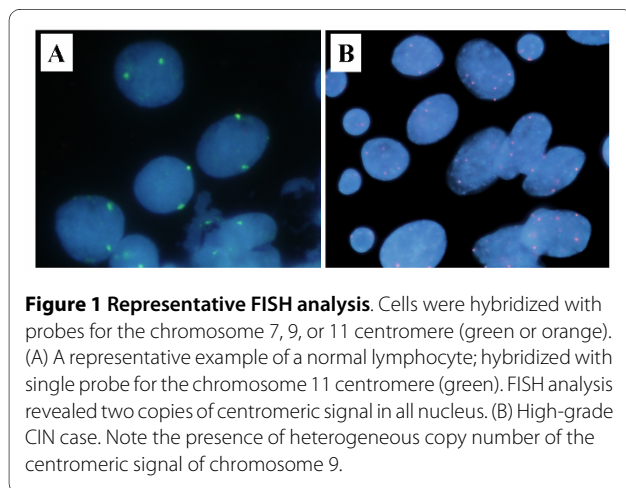 A
B
Figure 1 Representative FISH analysis. Cells were hybridized with
probes for the chromosome 7, 9, or 11 centromere (green or orange).
(A) A representative example of a normal lymphocyte; hybridized with
single probe for the chromosome 11 centromere (green). FISH analysis
revealed two copies of centromeric signal in all nucleus. (B) High-grade
CIN case. Note the presence of heterogeneous copy number of the
centromeric signal of chromosome 9.